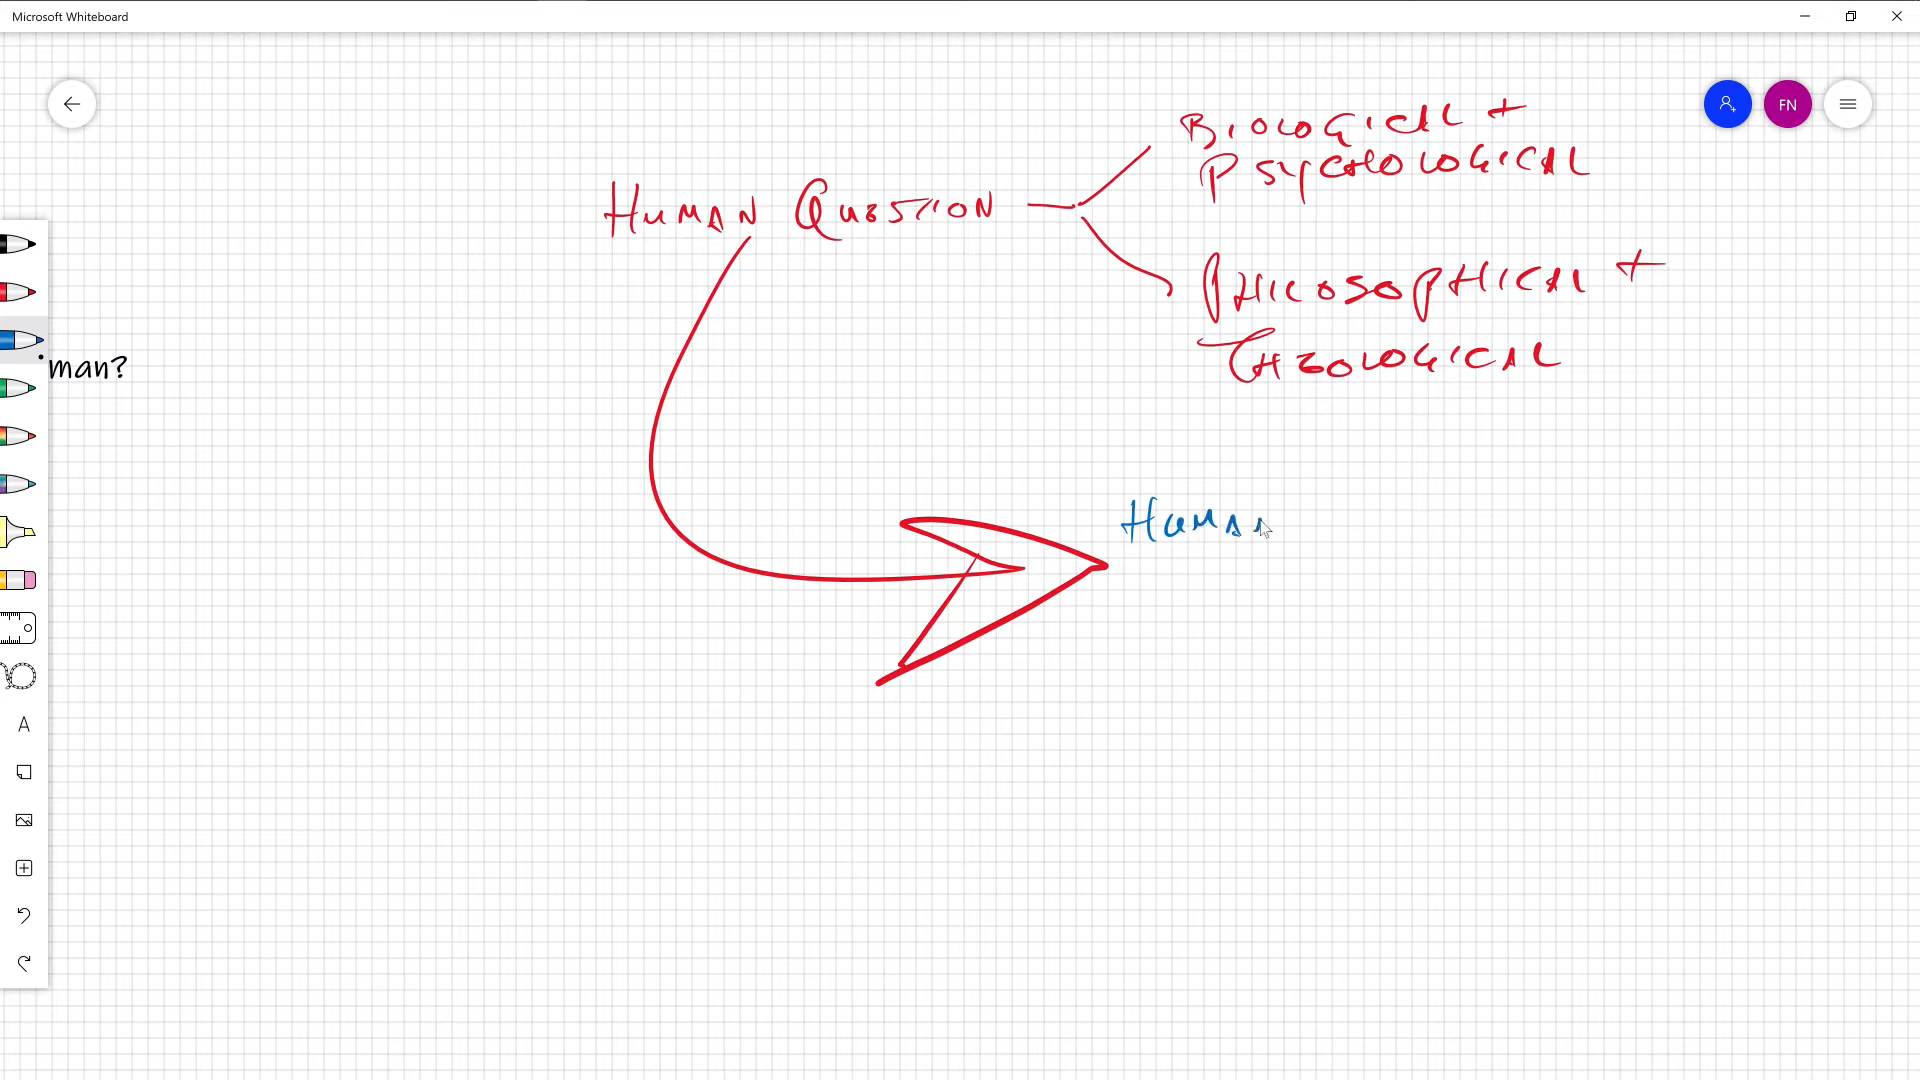 Microsoft Whiteboard
FN
BIOLOGICAL +
PSYCHOLOGICAL
HUMAN QUESTION
PHILOSOPHICAL +
THEOLOGICAL
man?
HUMAN
A